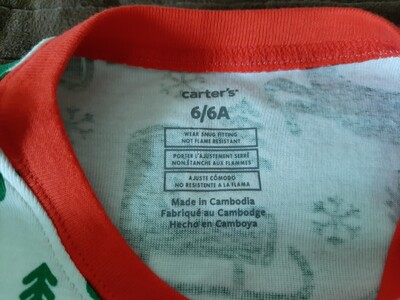 carter's
6/6A
WEAR SNUG FITTING
NOT FLAME RESISTANT
PORTER L'AJUSTEMENT SERRÉ
NON-ÉTANCHE AUX FLAMMES
AJUSTE CÓMODO
NO RESISTENTE A LA FLAMA
Made in Cambodia
Fabriqué au Cambodge
Hecho en Camboya